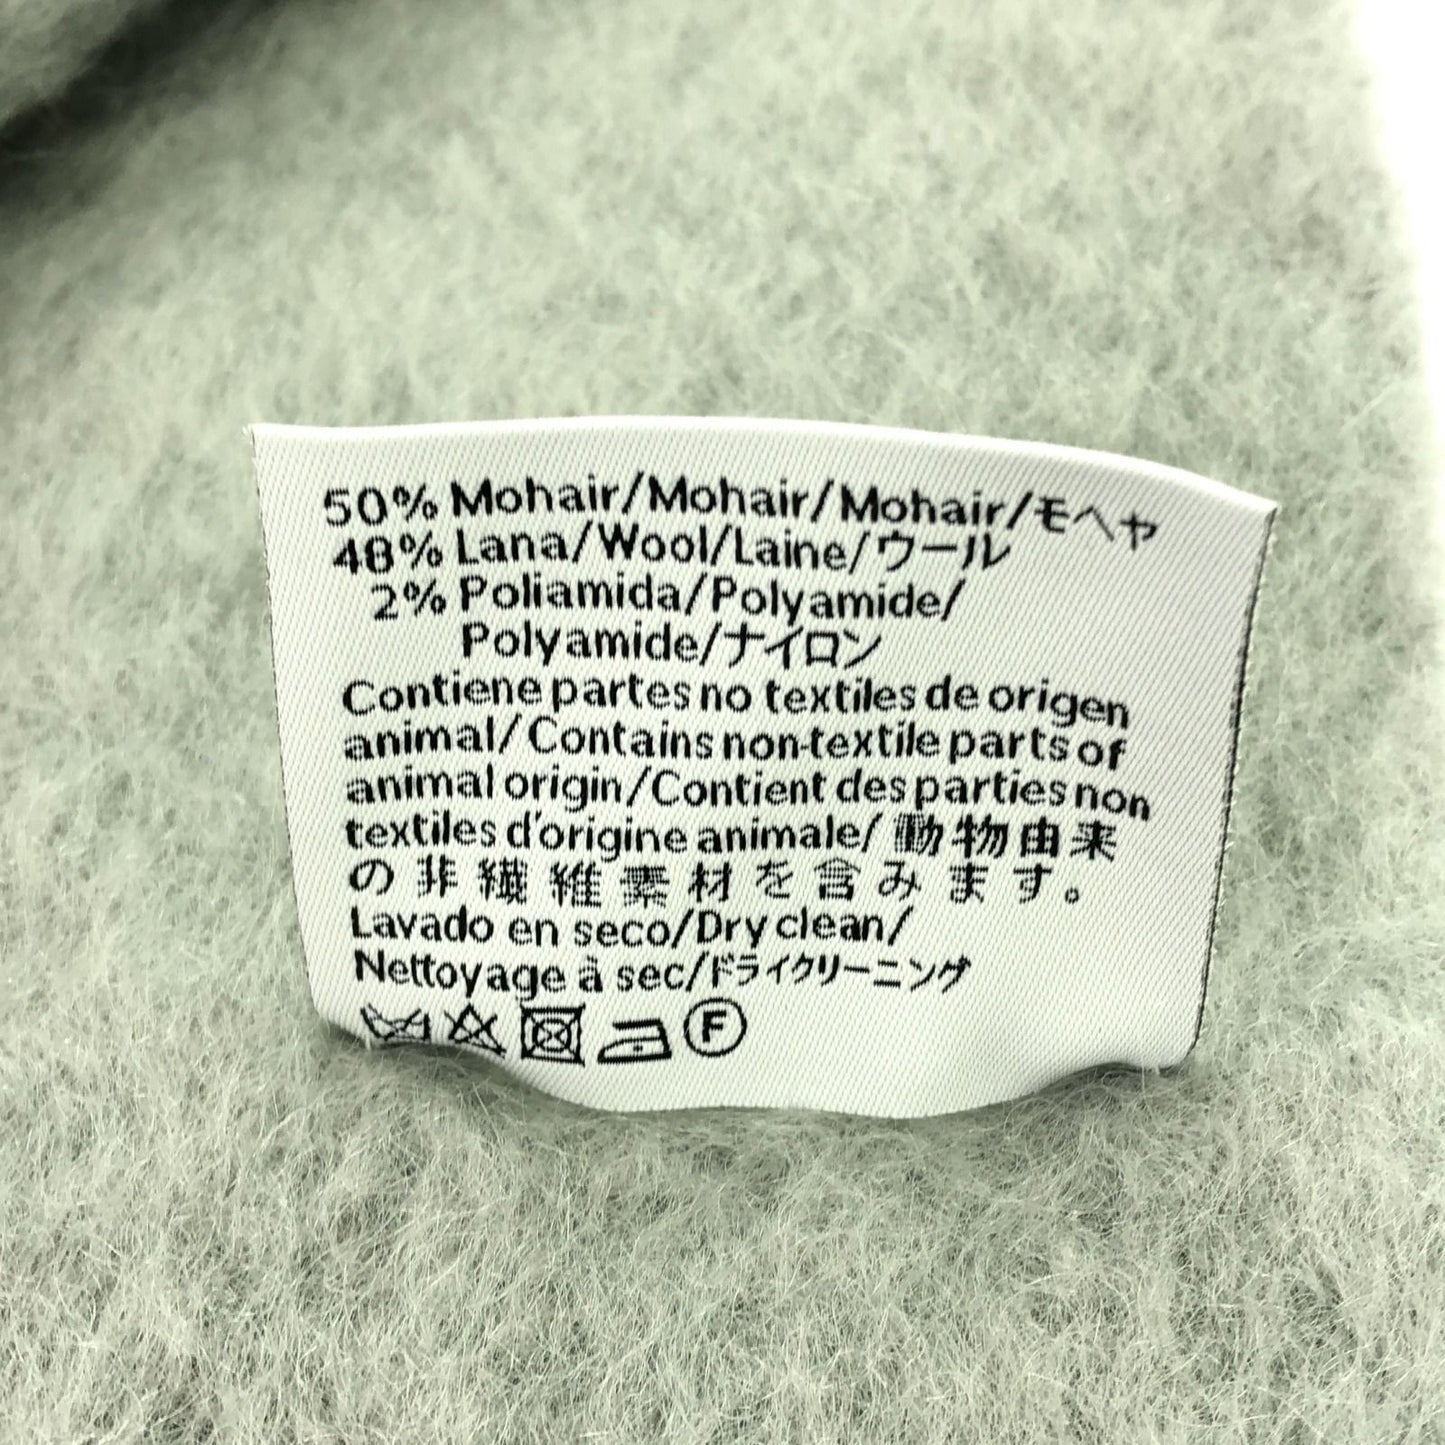 50% Mohair/Mohair/Mohair/モヘヤ
48% Lana/Wool/Laine/ウール
2% Poliamida/Polyamide/
Polyamide/ナイロン
Contiene partes no textiles de origen
animal/Contains non-textile parts of
animal origin/Contient des parties non
textiles d'origine animale/動物由来
の非繊維素材を含みます。
Lavado en seco/Dry clean/
Nettoyage à sec/ドライクリーニング
F